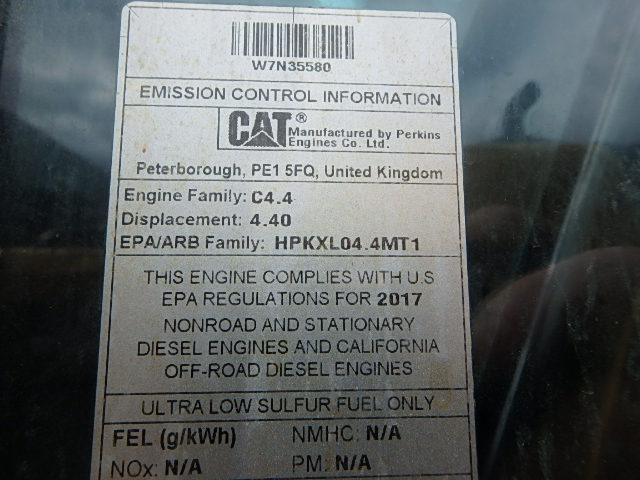 W7N35580
EMISSION CONTROL INFORMATION
CAT® Manufactured by Perkins
Engines Co. Ltd.
Peterborough, PE1 5FQ, United Kingdom
Engine Family: C4.4
Displacement: 4.40
EPA/ARB Family: HPKXL04.4MT1
THIS ENGINE COMPLIES WITH U.S
EPA REGULATIONS FOR 2017
NONROAD AND STATIONARY
DIESEL ENGINES AND CALIFORNIA
OFF-ROAD DIESEL ENGINES
ULTRA LOW SULFUR FUEL ONLY
FEL (g/kWh) NMHC: N/A
NOx: N/A PM: N/A